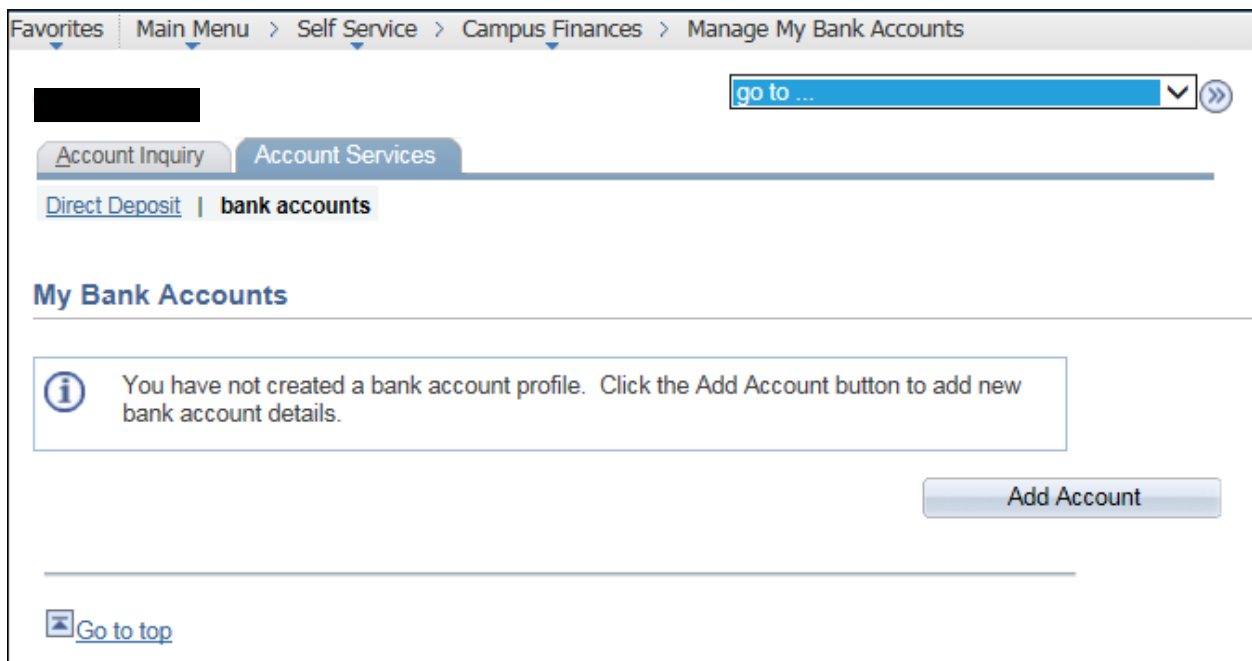 Favorites Main Menu > Self Service > Campus Finances > Manage My Bank Accounts
go to ...
Account Inquiry Account Services
Direct Deposit | bank accounts
My Bank Accounts
You have not created a bank account profile. Click the Add Account button to add new
bank account details.
Add Account
Go to top